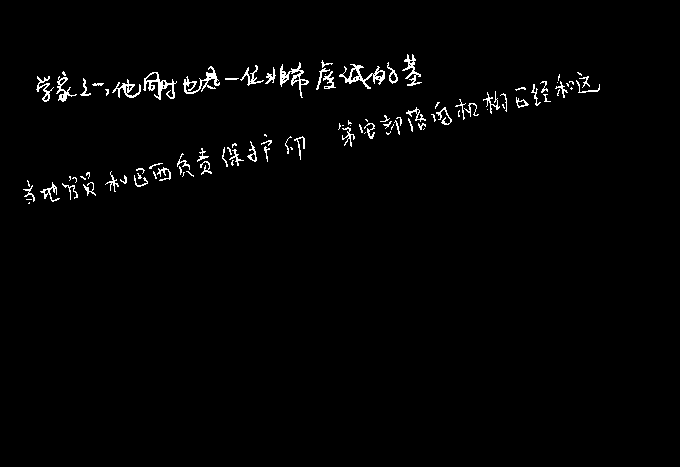 学家之一,他同时也是一位非常虔诚的基
当地官员和巴西负责保护印第安部落的机构已经和这